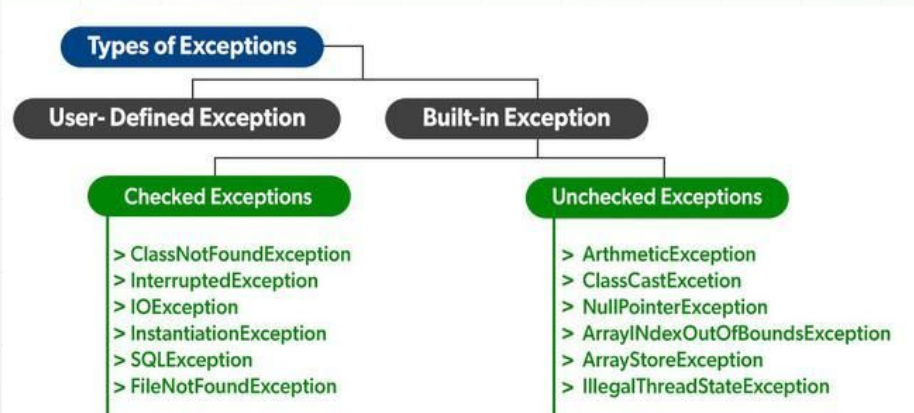 Types of Exceptions
User- Defined Exception
Built-in Exception
Checked Exceptions
> ClassNotFoundException
> InterruptedException
> IOException
> InstantiationException
> SQLException
> FileNotFoundException
Unchecked Exceptions
> ArthmeticException
> ClassCastExcetion
> NullPointerException
> ArrayINdexOutOfBoundsException
> ArrayStoreException
> IllegalThreadStateException